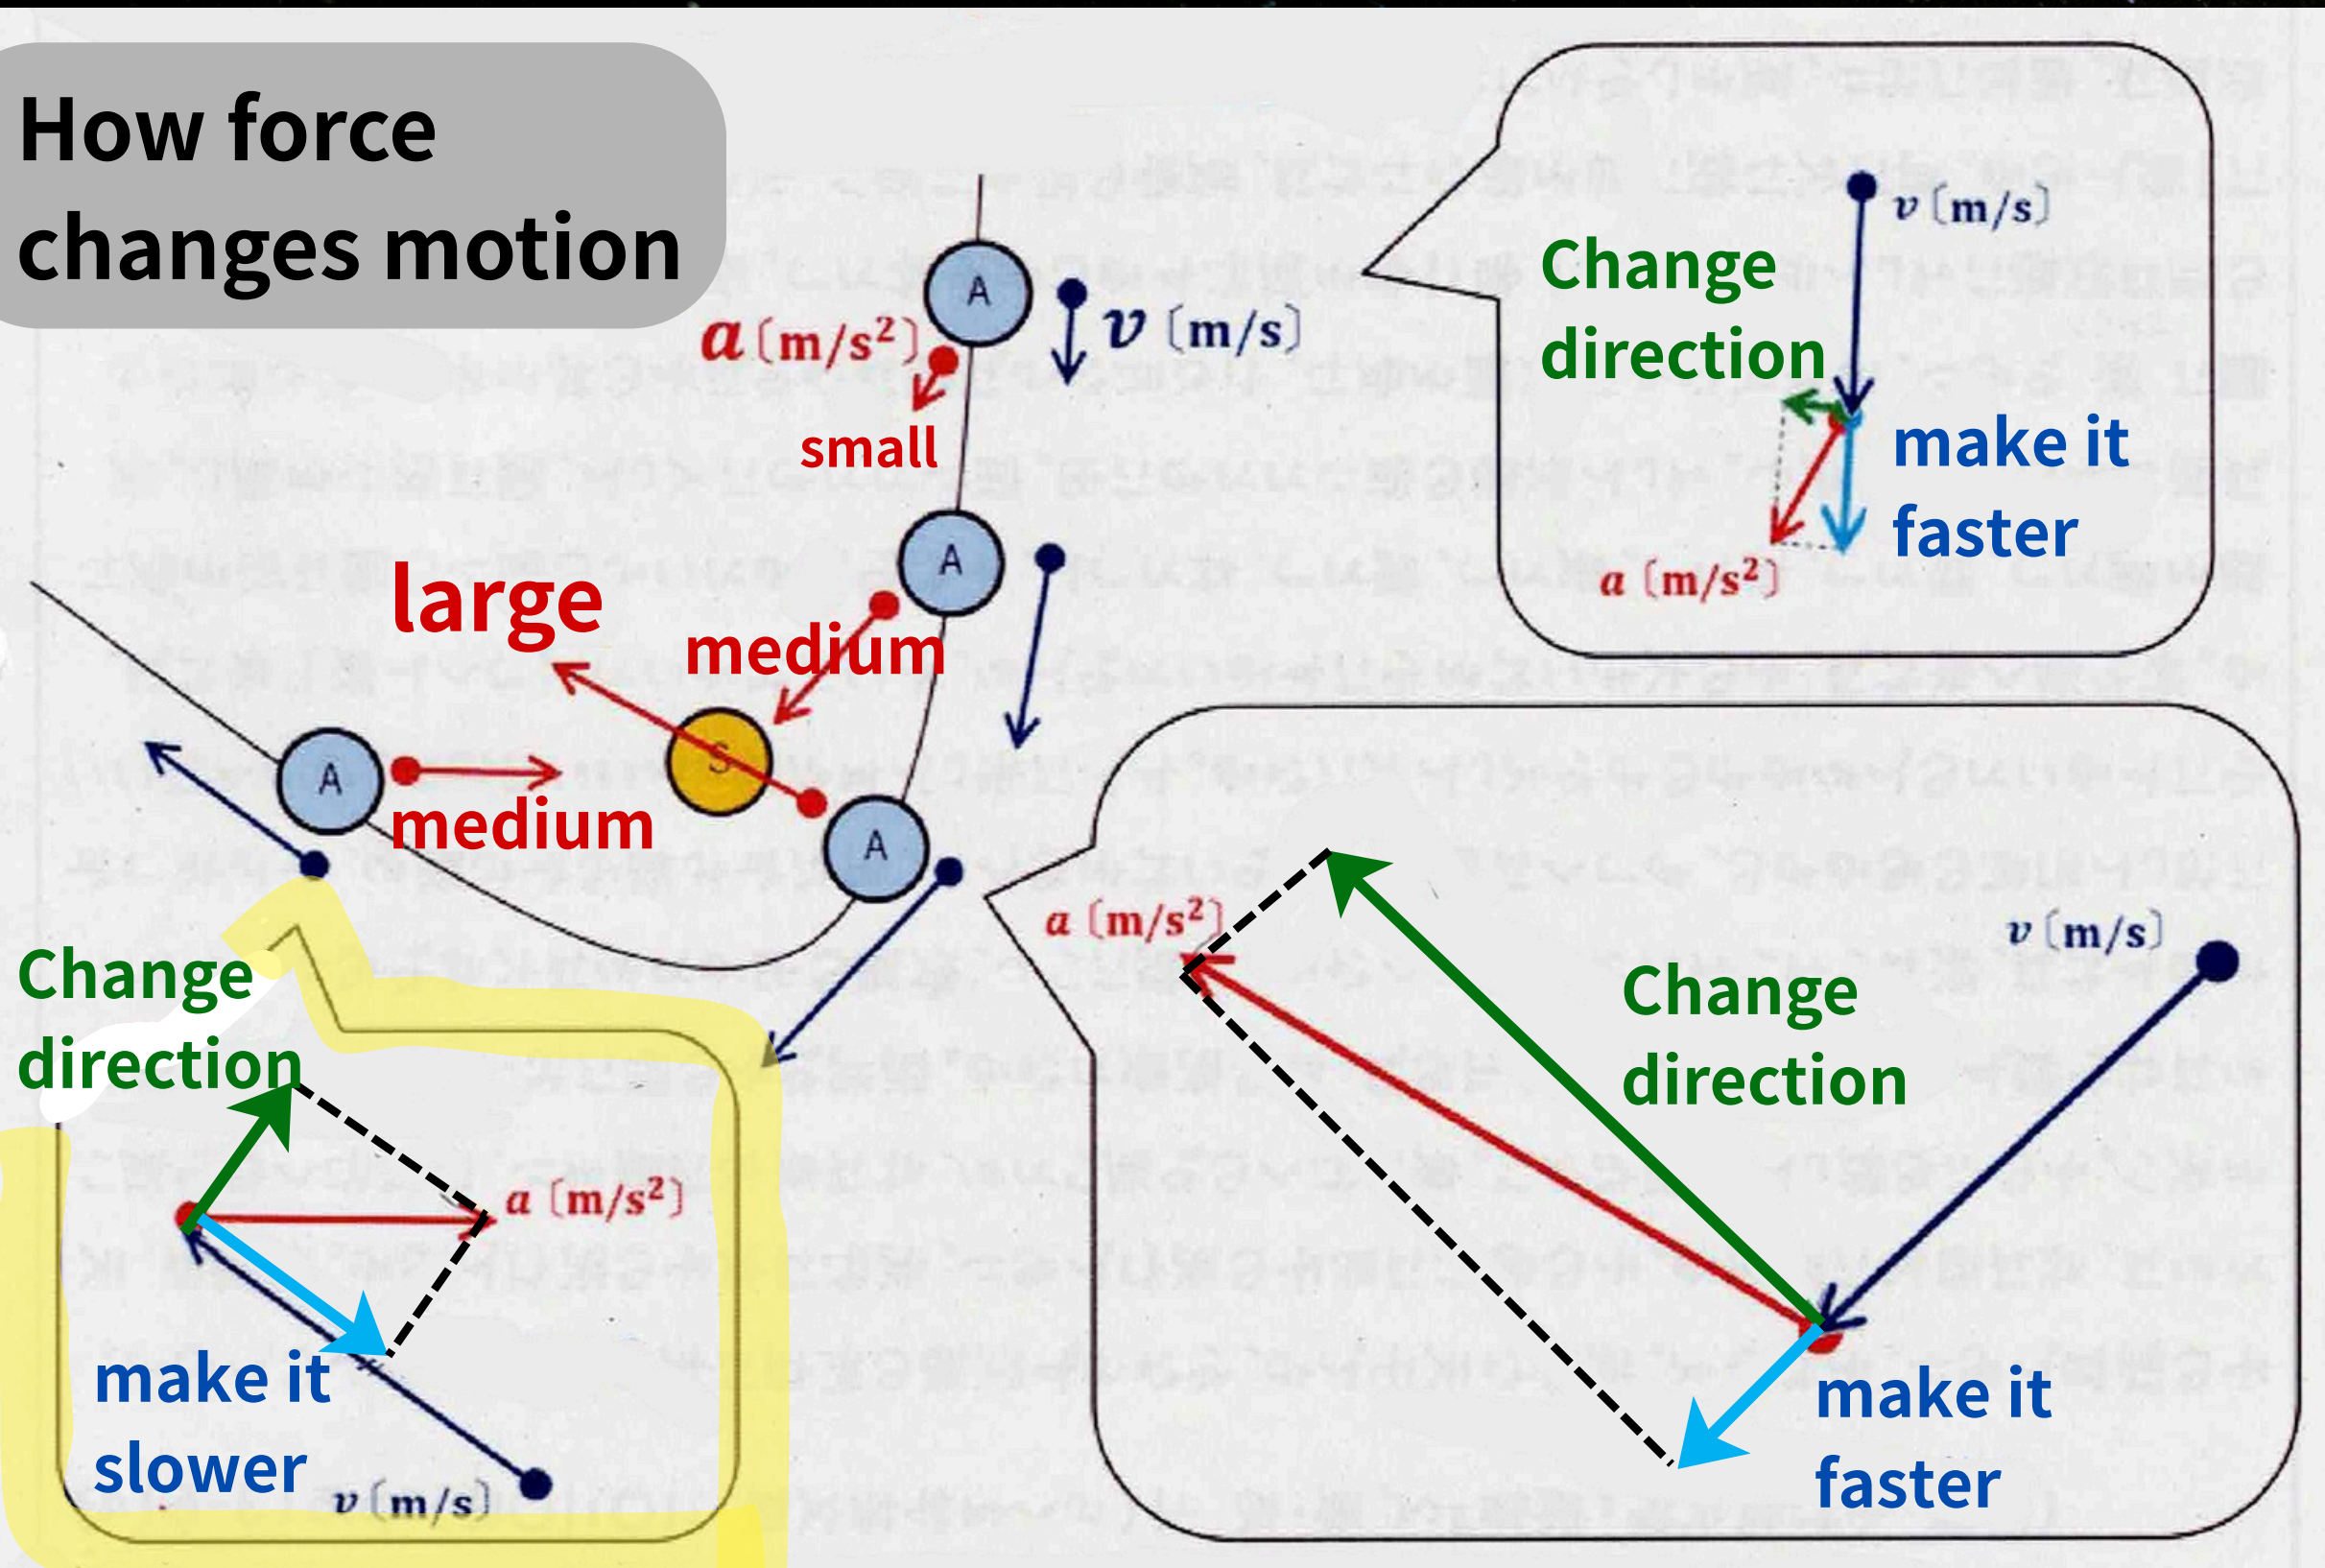 How force
changes motion
A
a〔m/s²〕
v〔m/s〕
small
A
large
medium
S
A
medium
A
v〔m/s〕
Change
direction
make it
faster
a〔m/s²〕
a〔m/s²〕
v〔m/s〕
Change
direction
make it
faster
Change
direction
a〔m/s²〕
make it
slower
v〔m/s〕